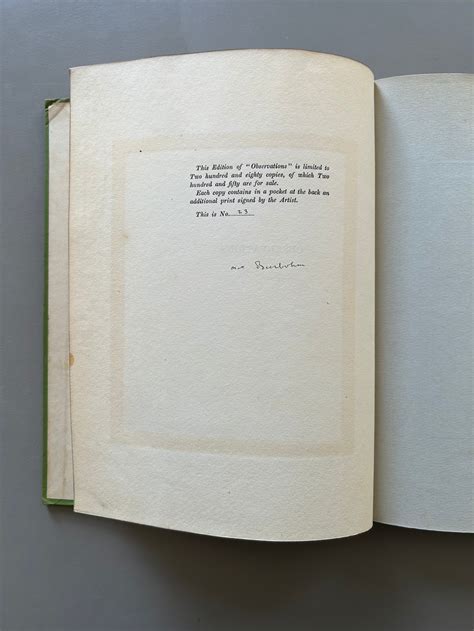 This Edition of "Observations" is limited to
Two hundred and eighty copies, of which Two
hundred and fifty are for sale.
Each copy contains in a pocket at the back an
additional print signed by the Artist.
This is No. 23
Max Beerbohm